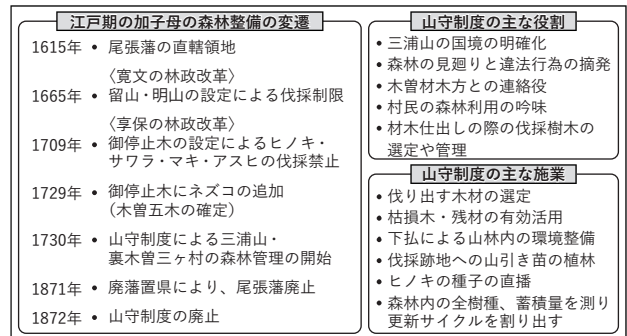 江戸期の加子母の森林整備の変遷
1615年 • 尾張藩の直轄領地
〈寛文の林政改革〉
1665年 • 留山・明山の設定による伐採制限
〈享保の林政改革〉
1709年 • 御停止木の設定によるヒノキ・
サワラ・マキ・アスヒの伐採禁止
1729年 • 御停止木にネズコの追加
(木曽五木の確定)
1730年 • 山守制度による三浦山・
裏木曽三ヶ村の森林管理の開始
1871年 • 廃藩置県により、尾張藩廃止
1872年 • 山守制度の廃止
山守制度の主な役割
• 三浦山の国境の明確化
• 森林の見廻りと違法行為の摘発
• 木曽材木方との連絡役
• 村民の森林利用の吟味
• 材木仕出しの際の伐採樹木の
選定や管理
山守制度の主な施業
• 伐り出す木材の選定
• 枯損木・残材の有効活用
• 下払による山林内の環境整備
• 伐採跡地への山引き苗の植林
• ヒノキの種子の直播
• 森林内の全樹種、蓄積量を測り
更新サイクルを割り出す